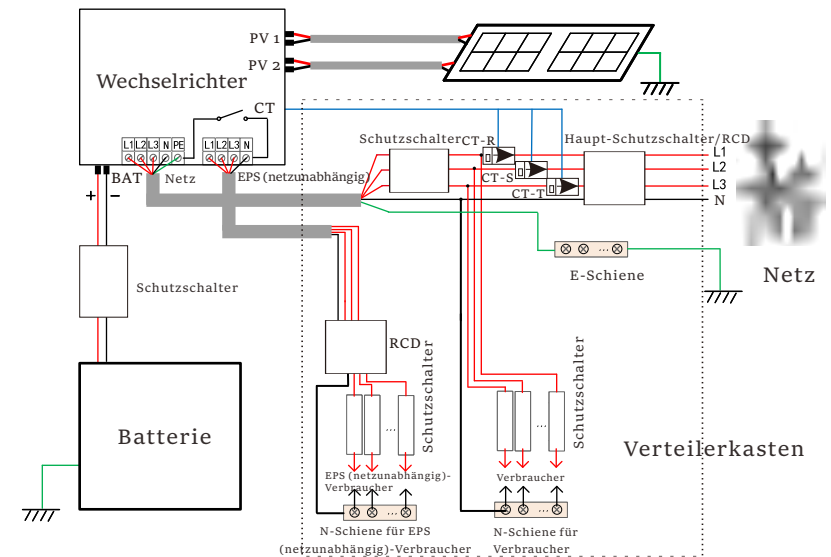 PV 1
PV 2
Wechselrichter
CT
L1 L2 L3 N PE
L1 L2 L3 N
BAT
Netz
EPS (netzunabhängig)
+ −
Schutzschalter
CT-R
CT-S
CT-T
Haupt-Schutzschalter/RCD
L1
L2
L3
N
Netz
E-Schiene
Schutzschalter
RCD
Schutzschalter
Schutzschalter
Batterie
Verteilerkasten
...
...
EPS (netzunabhängig)-
Verbraucher
Verbraucher
...
...
...
N-Schiene für EPS
(netzunabhängig)-Verbraucher
N-Schiene für
Verbraucher